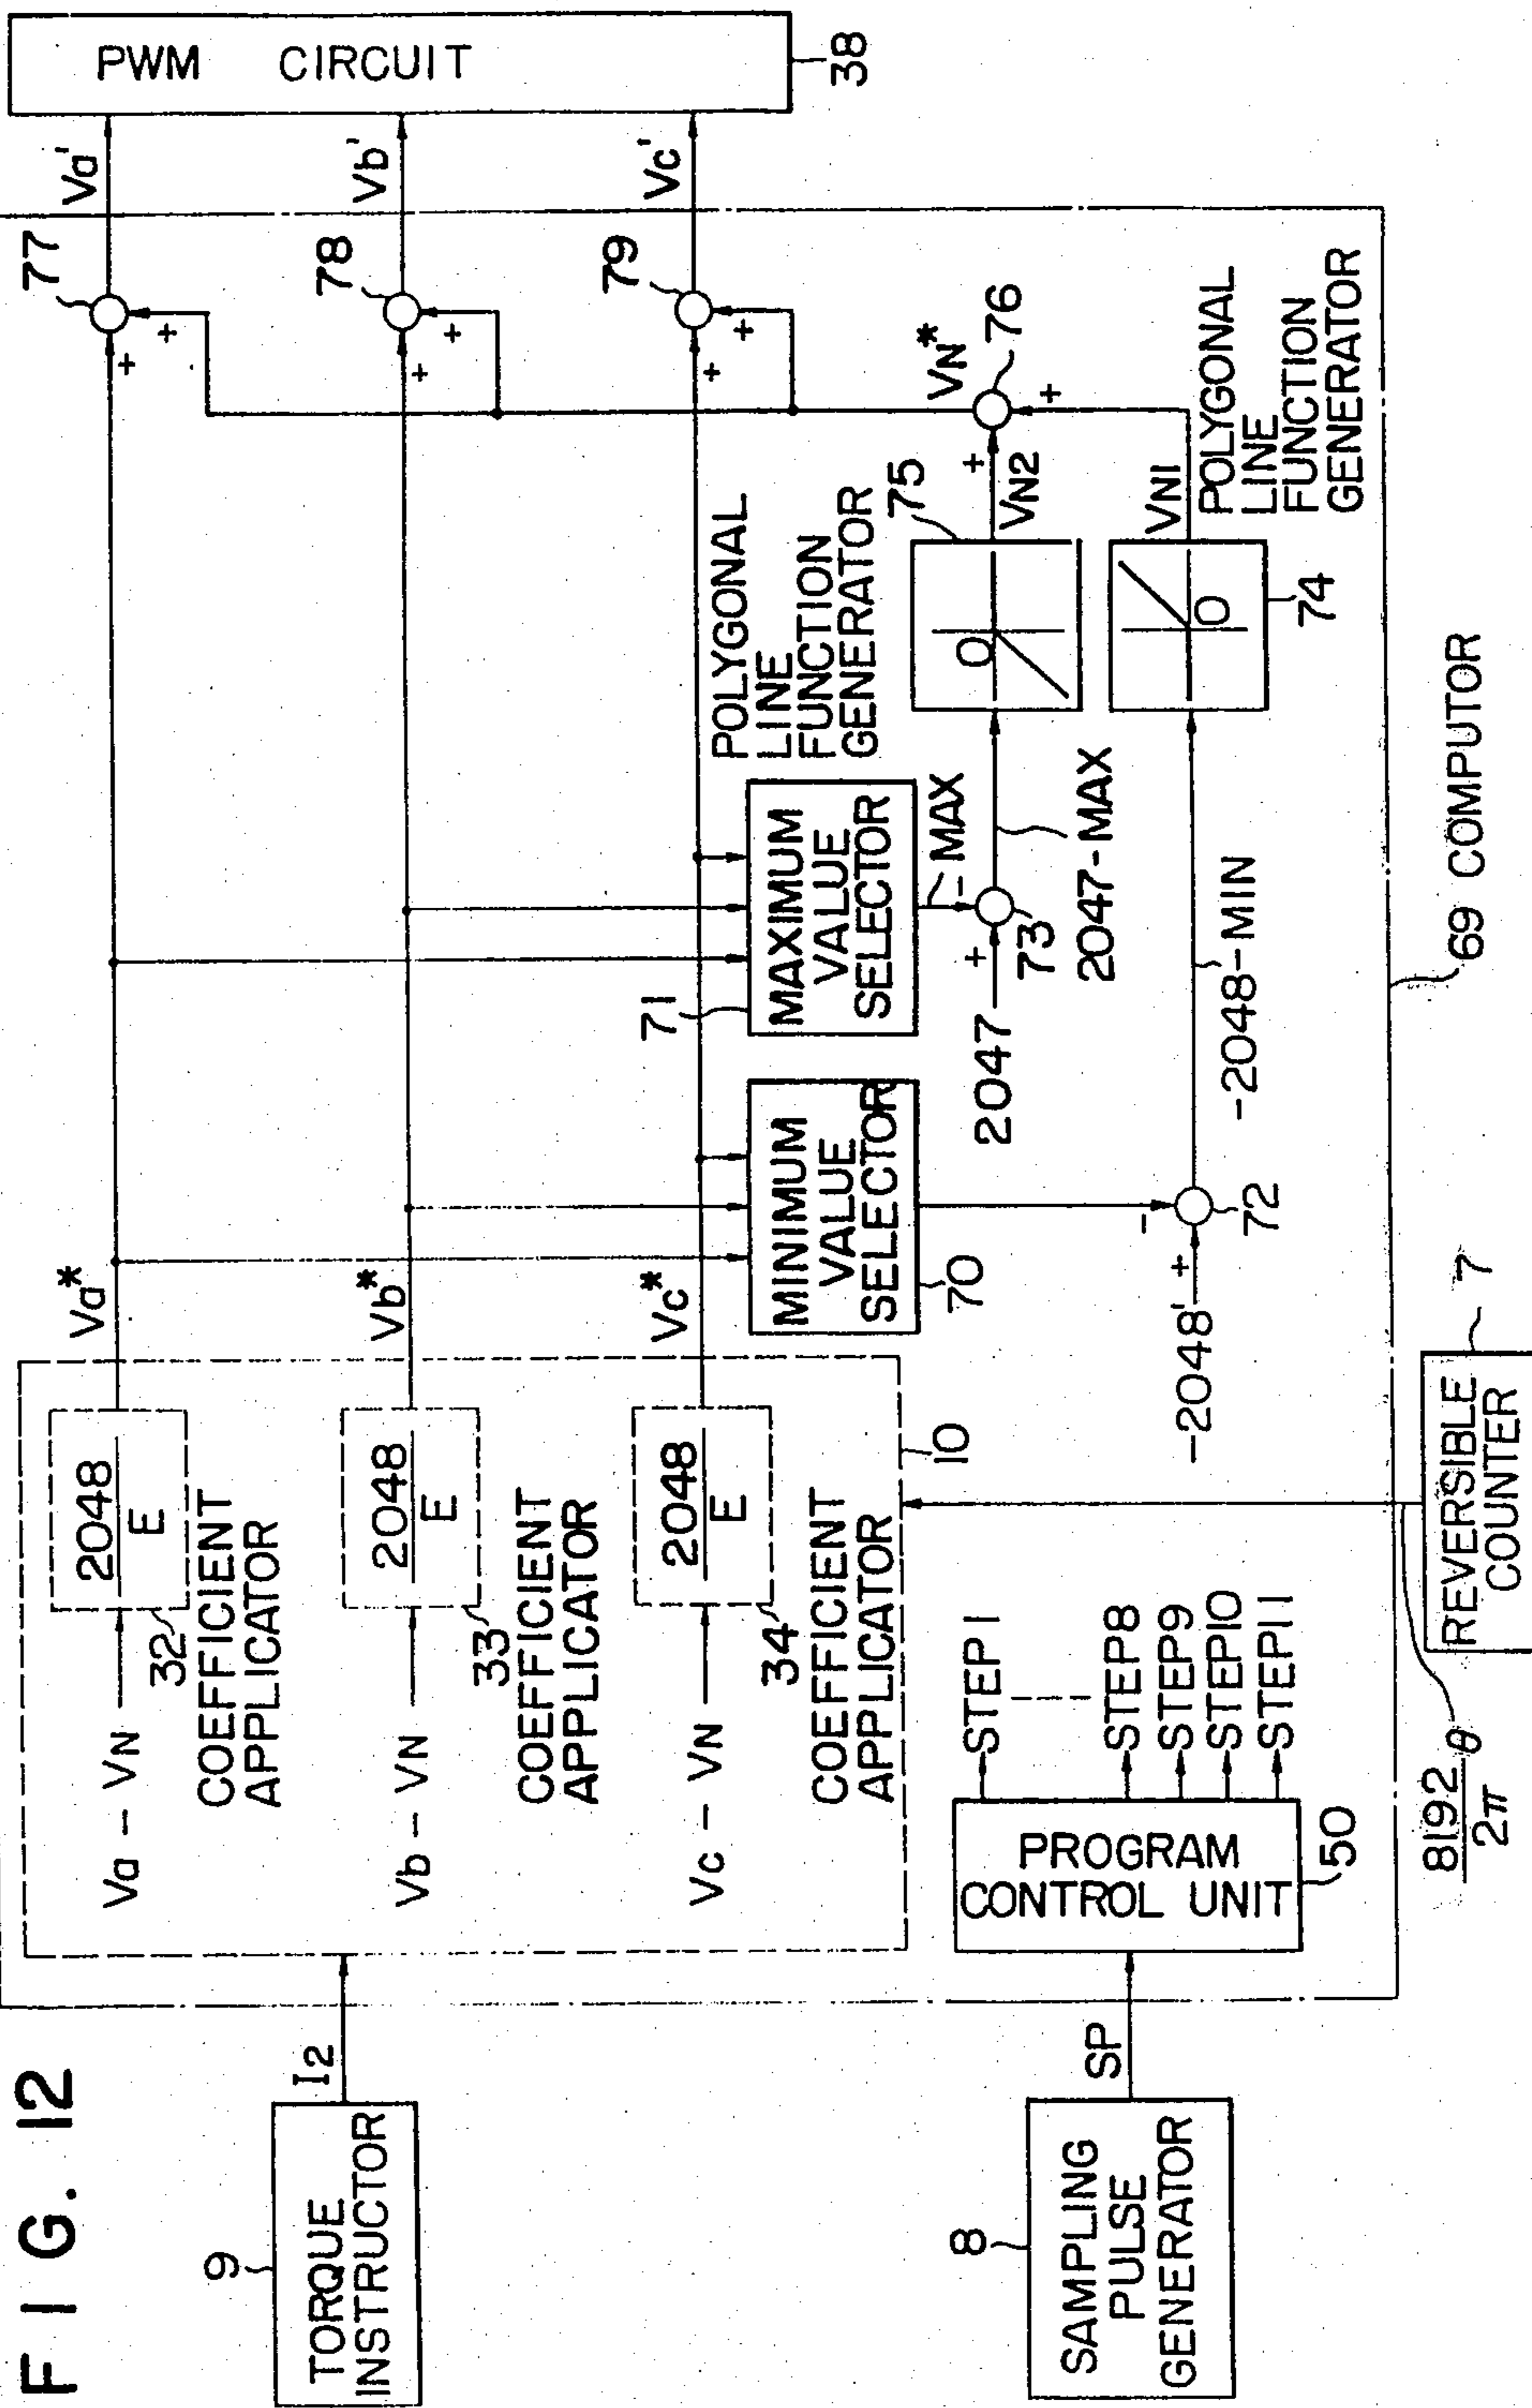 FIG. 12
9
TORQUE
INSTRUCTOR
I2
8
SAMPLING
PULSE
GENERATOR
SP
Va - VN
2048
E
32
COEFFICIENT
APPLICATOR
Va*
Vb - VN
2048
E
33
COEFFICIENT
APPLICATOR
Vb*
Vc - VN
2048
E
34
COEFFICIENT
APPLICATOR
Vc*
10
PROGRAM
CONTROL UNIT
50
STEP 1
STEP8
STEP9
STEP10
STEP11
8192 θ
2π
REVERSIBLE
COUNTER
7
MINIMUM
VALUE
SELECTOR
70
-2048'
+
-
72
-2048-MIN
71
MAXIMUM
VALUE
SELECTOR
MAX
-
2047
+
73
2047-MAX
POLYGONAL
LINE
FUNCTION
GENERATOR
75
O
VN2
+
O
74
VN1
+
POLYGONAL
LINE
FUNCTION
GENERATOR
VN*
76
77
+
+
78
+
+
79
+
+
Va'
Vb'
Vc'
PWM CIRCUIT
38
69 COMPUTOR